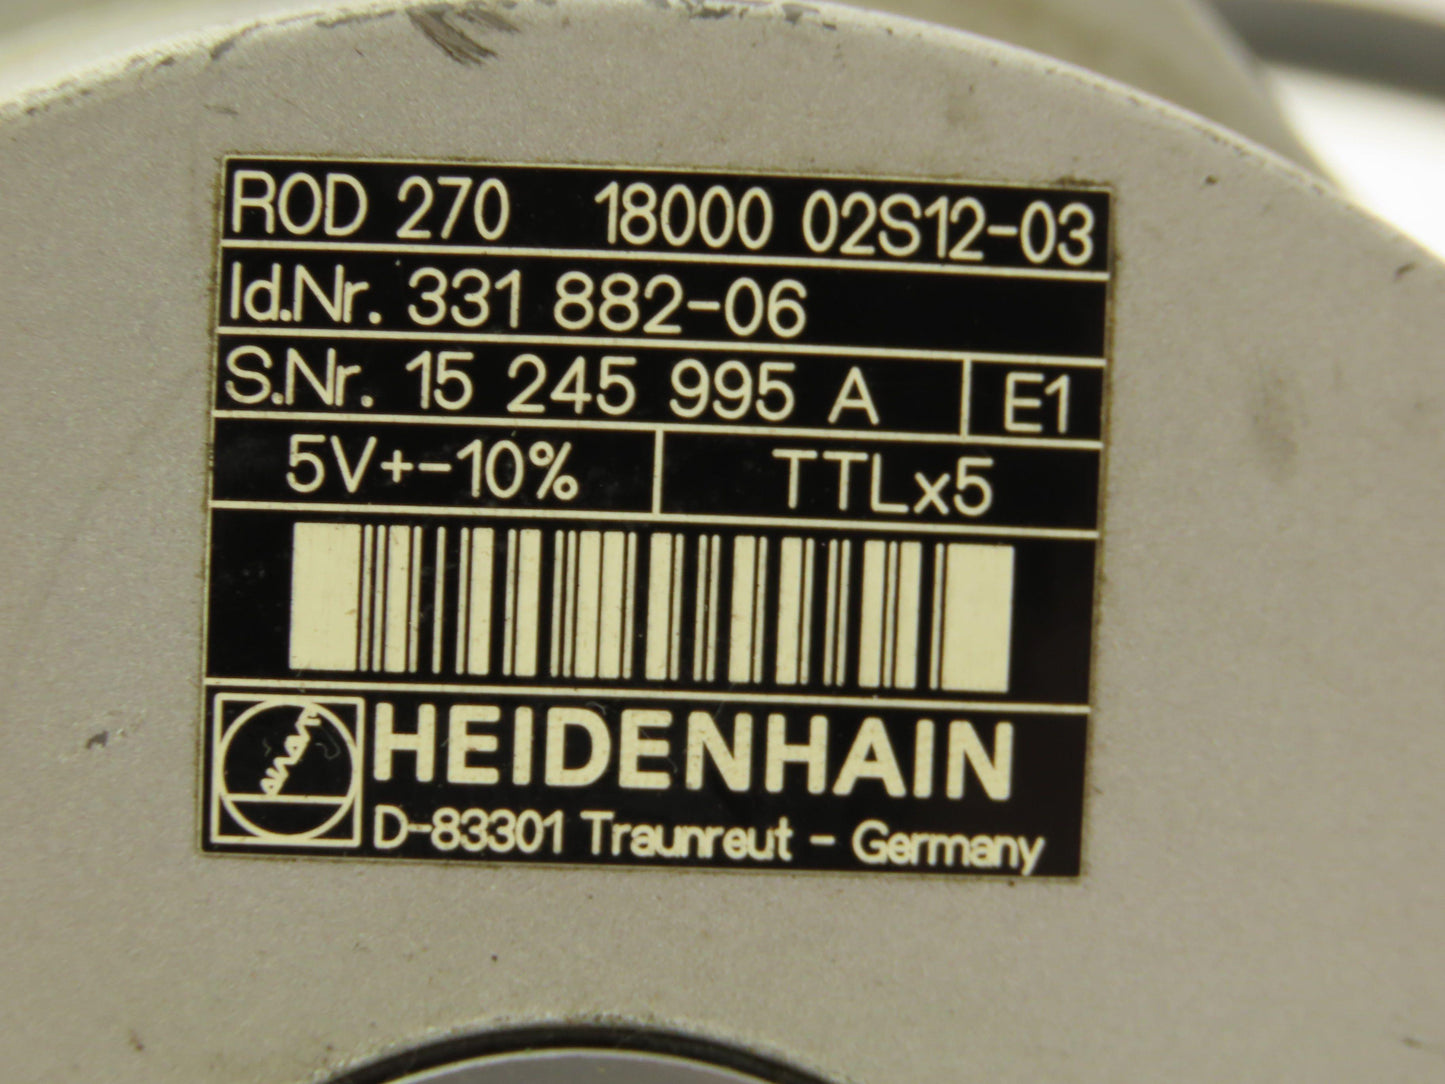 ROD 270 18000 02S12-03
Id.Nr. 331 882-06
S.Nr. 15 245 995 A E1
5V+-10% TTLx5
HEIDENHAIN
D-83301 Traunreut - Germany